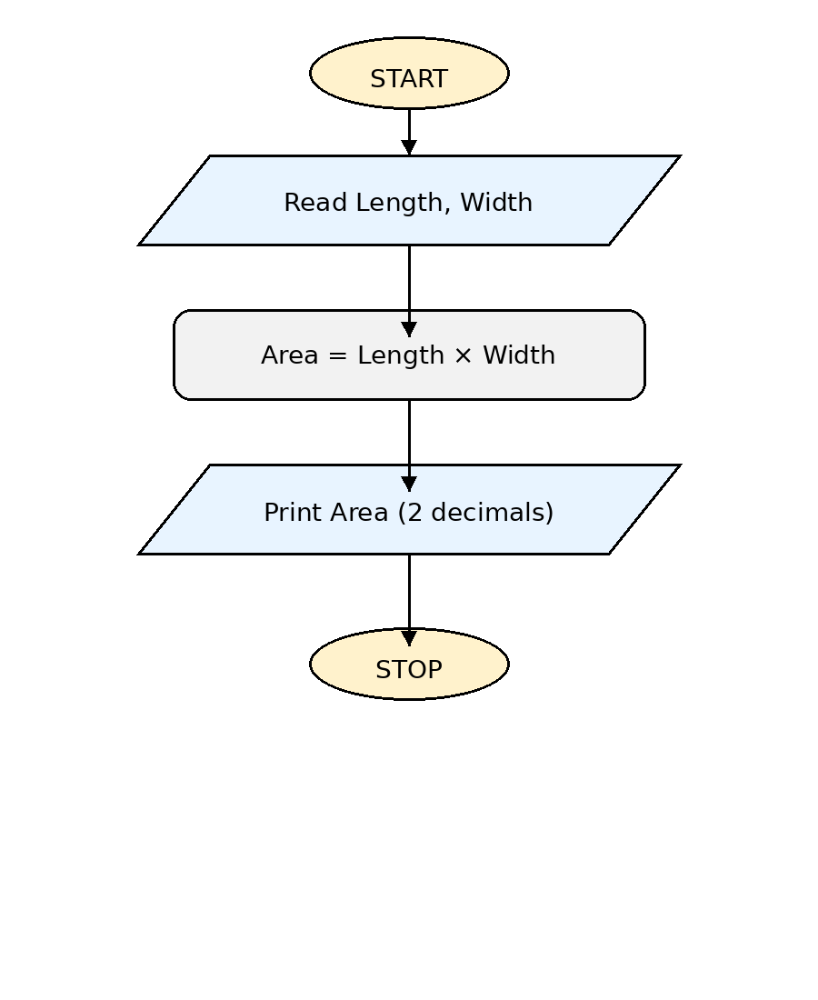 START
Read Length, Width
Area = Length × Width
Print Area (2 decimals)
STOP